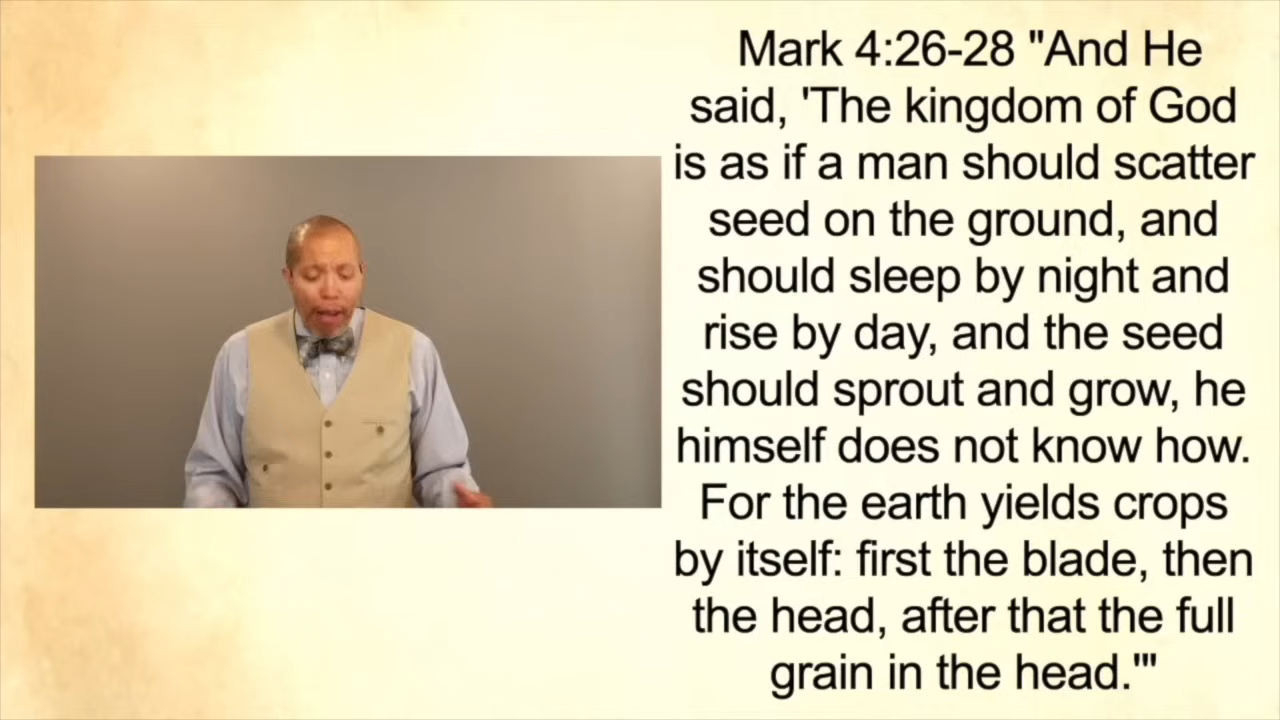 Mark 4:26-28 "And He
said, 'The kingdom of God
is as if a man should scatter
seed on the ground, and
should sleep by night and
rise by day, and the seed
should sprout and grow, he
himself does not know how.
For the earth yields crops
by itself: first the blade, then
the head, after that the full
grain in the head.'"